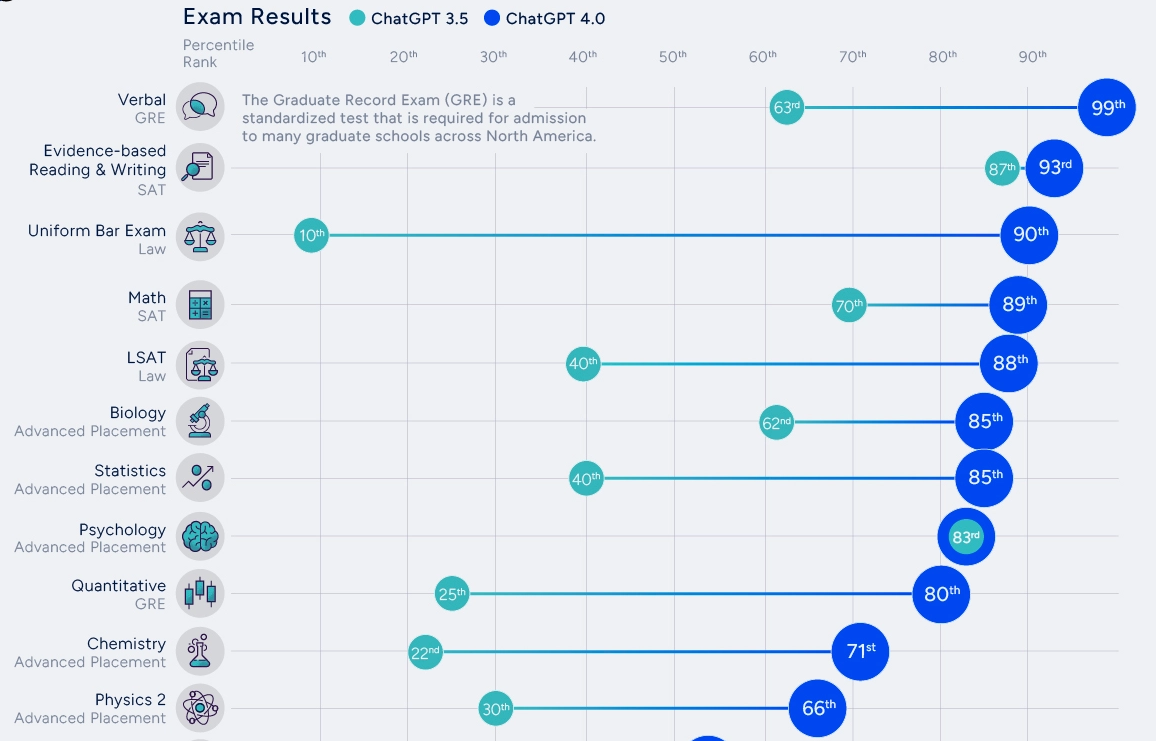 Exam Results ChatGPT 3.5 ChatGPT 4.0
Percentile
Rank
10th 20th 30th 40th 50th 60th 70th 80th 90th
Verbal
GRE
The Graduate Record Exam (GRE) is a
standardized test that is required for admission
to many graduate schools across North America.
63rd 99th
Evidence-based
Reading & Writing
SAT
87th 93rd
Uniform Bar Exam
Law
10th 90th
Math
SAT
70th 89th
LSAT
Law
40th 88th
Biology
Advanced Placement
62nd 85th
Statistics
Advanced Placement
40th 85th
Psychology
Advanced Placement
83rd
Quantitative
GRE
25th 80th
Chemistry
Advanced Placement
22nd 71st
Physics 2
Advanced Placement
30th 66th